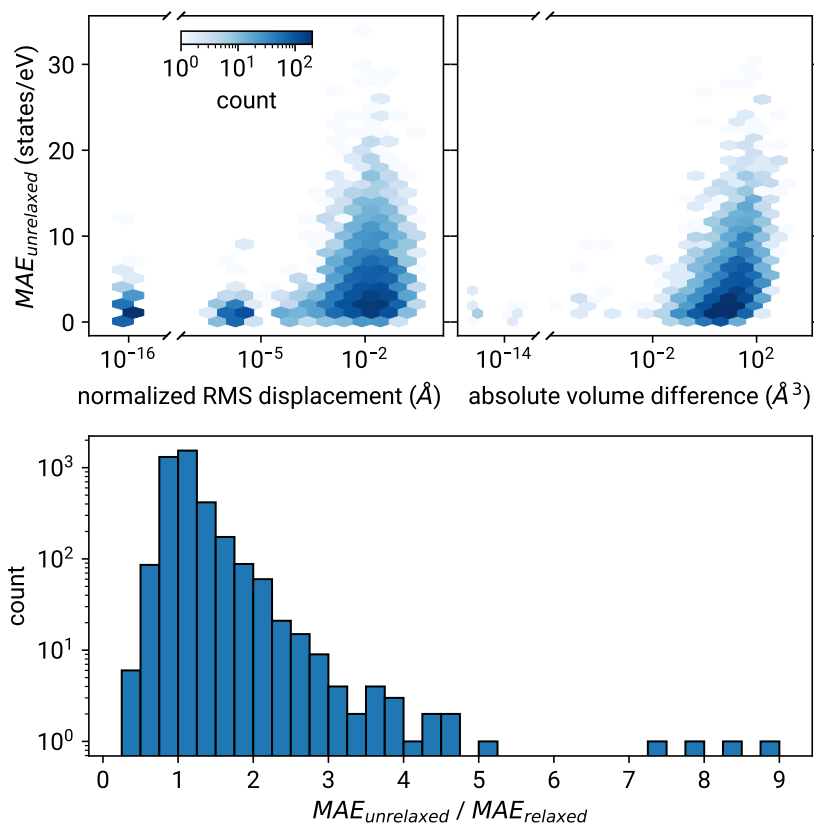 MAE_unrelaxed (states/eV)
30
20
10
0
10^0 10^1 10^2
count
10^-16 10^-5 10^-2
normalized RMS displacement (Å)
10^-14 10^-2 10^2
absolute volume difference (Å^3)
count
10^3
10^2
10^1
10^0
0 1 2 3 4 5 6 7 8 9
MAE_unrelaxed / MAE_relaxed